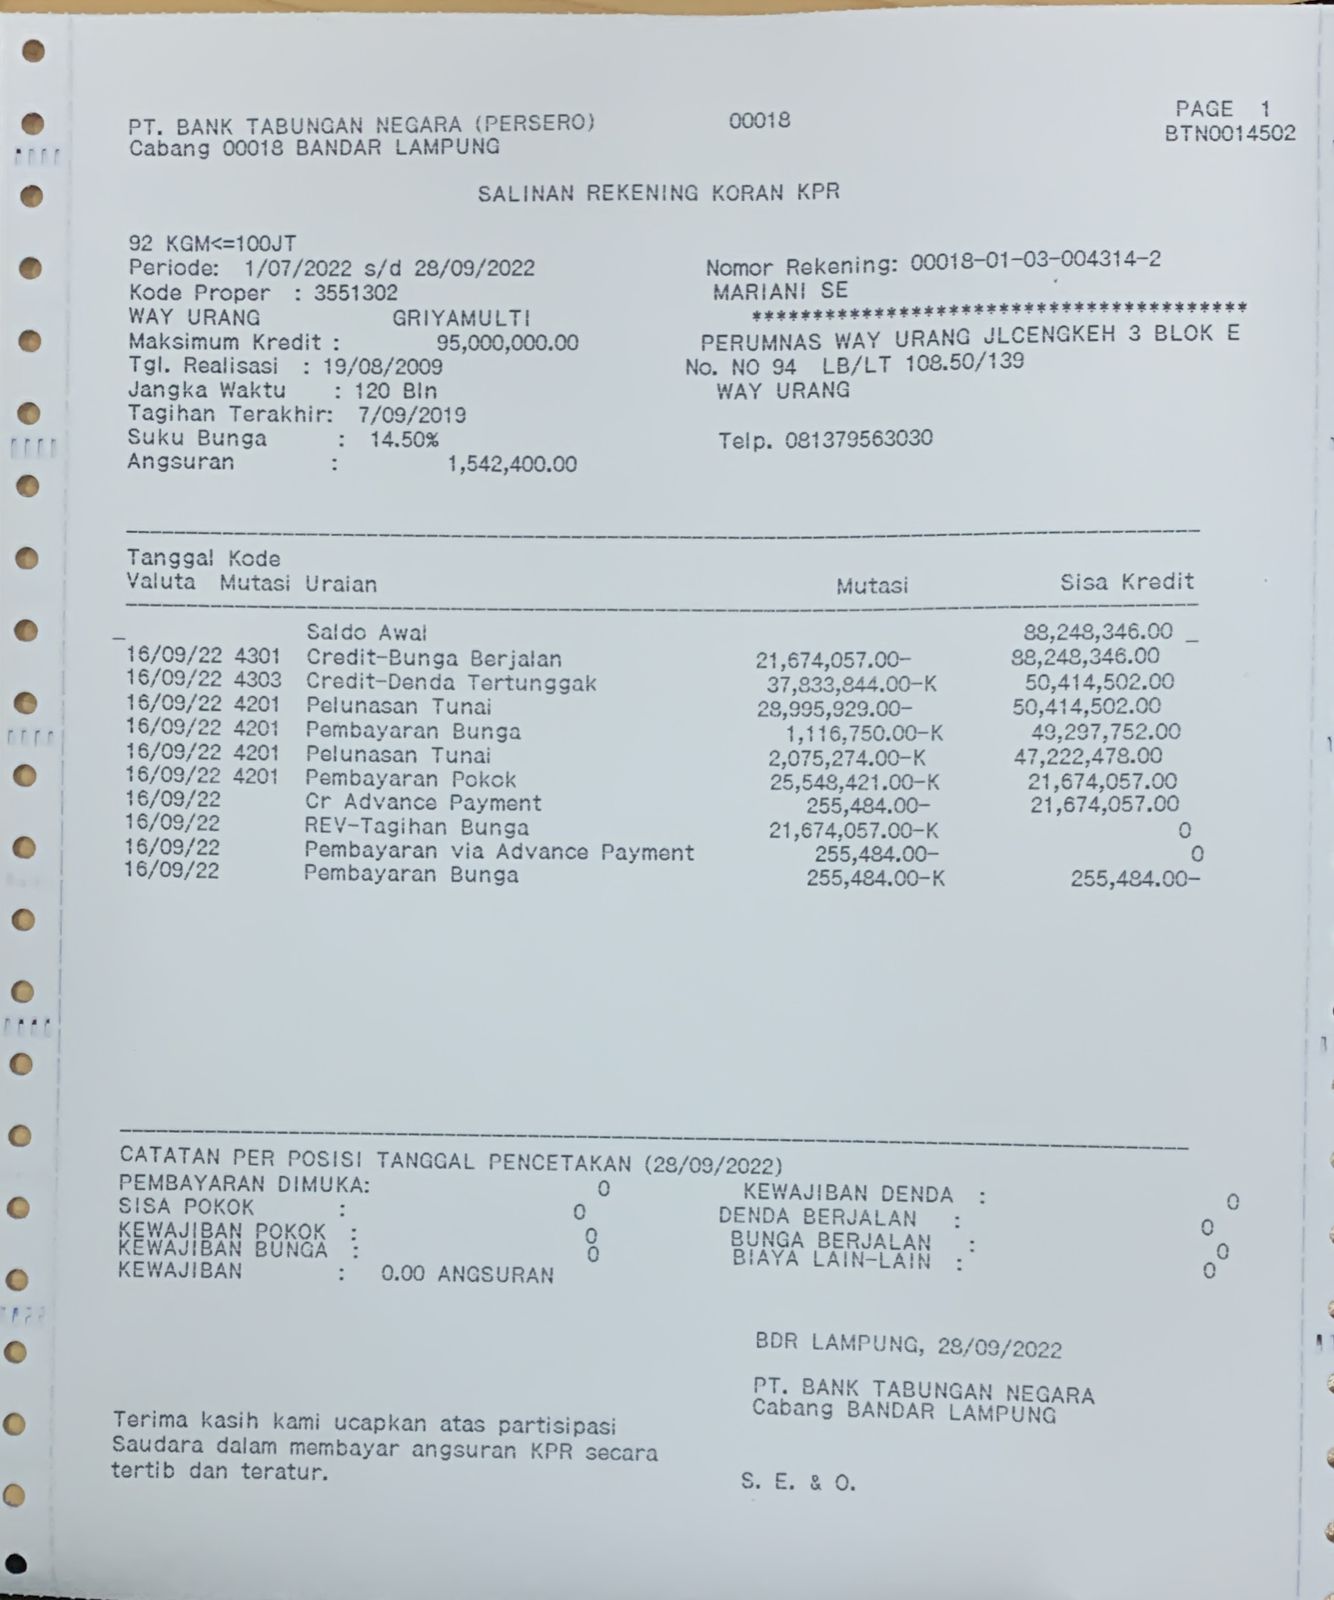 PAGE 1
PT. BANK TABUNGAN NEGARA (PERSERO) 00018 BTN0014502
Cabang 00018 BANDAR LAMPUNG
SALINAN REKENING KORAN KPR
92 KGM<=100JT
Periode: 1/07/2022 s/d 28/09/2022 Nomor Rekening: 00018-01-03-004314-2
Kode Proper : 3551302 MARIANI SE
WAY URANG GRIYAMULTI *****************************************
Maksimum Kredit : 95,000,000.00 PERUMNAS WAY URANG JLCENGKEH 3 BLOK E
Tgl. Realisasi : 19/08/2009 No. NO 94 LB/LT 108.50/139
Jangka Waktu : 120 Bln WAY URANG
Tagihan Terakhir: 7/09/2019
Suku Bunga : 14.50% Telp. 081379563030
Angsuran : 1,542,400.00
Tanggal Kode
Valuta Mutasi Uraian Mutasi Sisa Kredit
_ Saldo Awal 88,248,346.00 _
16/09/22 4301 Credit-Bunga Berjalan 21,674,057.00- 88,248,346.00
16/09/22 4303 Credit-Denda Tertunggak 37,833,844.00-K 50,414,502.00
16/09/22 4201 Pelunasan Tunai 28,995,929.00- 50,414,502.00
16/09/22 4201 Pembayaran Bunga 1,116,750.00-K 49,297,752.00
16/09/22 4201 Pelunasan Tunai 2,075,274.00-K 47,222,478.00
16/09/22 4201 Pembayaran Pokok 25,548,421.00-K 21,674,057.00
16/09/22 Cr Advance Payment 255,484.00- 21,674,057.00
16/09/22 REV-Tagihan Bunga 21,674,057.00-K 0
16/09/22 Pembayaran via Advance Payment 255,484.00- 0
16/09/22 Pembayaran Bunga 255,484.00-K 255,484.00-
CATATAN PER POSISI TANGGAL PENCETAKAN (28/09/2022)
PEMBAYARAN DIMUKA: 0 KEWAJIBAN DENDA : 0
SISA POKOK : 0 DENDA BERJALAN : 0
KEWAJIBAN POKOK : 0 BUNGA BERJALAN : 0
KEWAJIBAN BUNGA : 0 BIAYA LAIN-LAIN : 0
KEWAJIBAN : 0.00 ANGSURAN
BDR LAMPUNG, 28/09/2022
PT. BANK TABUNGAN NEGARA
Cabang BANDAR LAMPUNG
Terima kasih kami ucapkan atas partisipasi
Saudara dalam membayar angsuran KPR secara
tertib dan teratur.
S. E. & O.